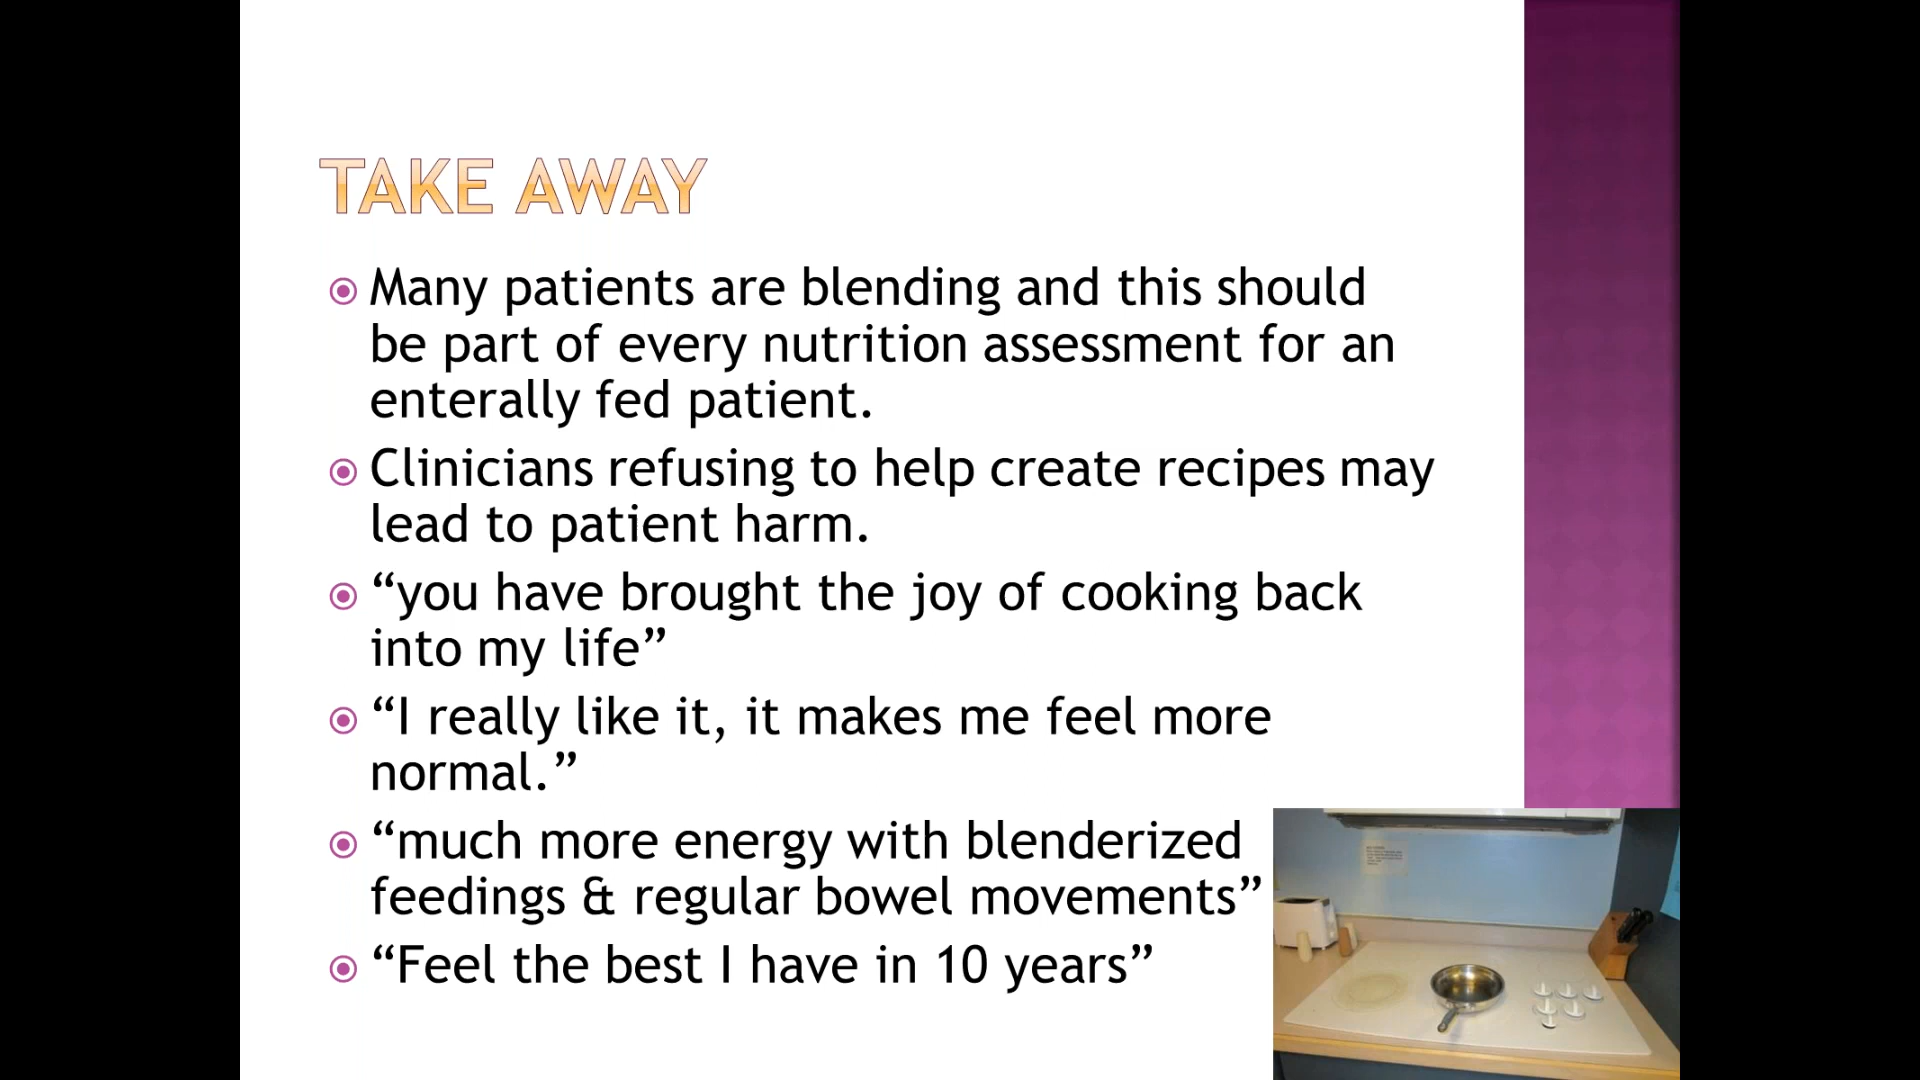 TAKE AWAY
Many patients are blending and this should
be part of every nutrition assessment for an
enterally fed patient.
Clinicians refusing to help create recipes may
lead to patient harm.
“you have brought the joy of cooking back
into my life”
“I really like it, it makes me feel more
normal.”
“much more energy with blenderized
feedings & regular bowel movements”
“Feel the best I have in 10 years”